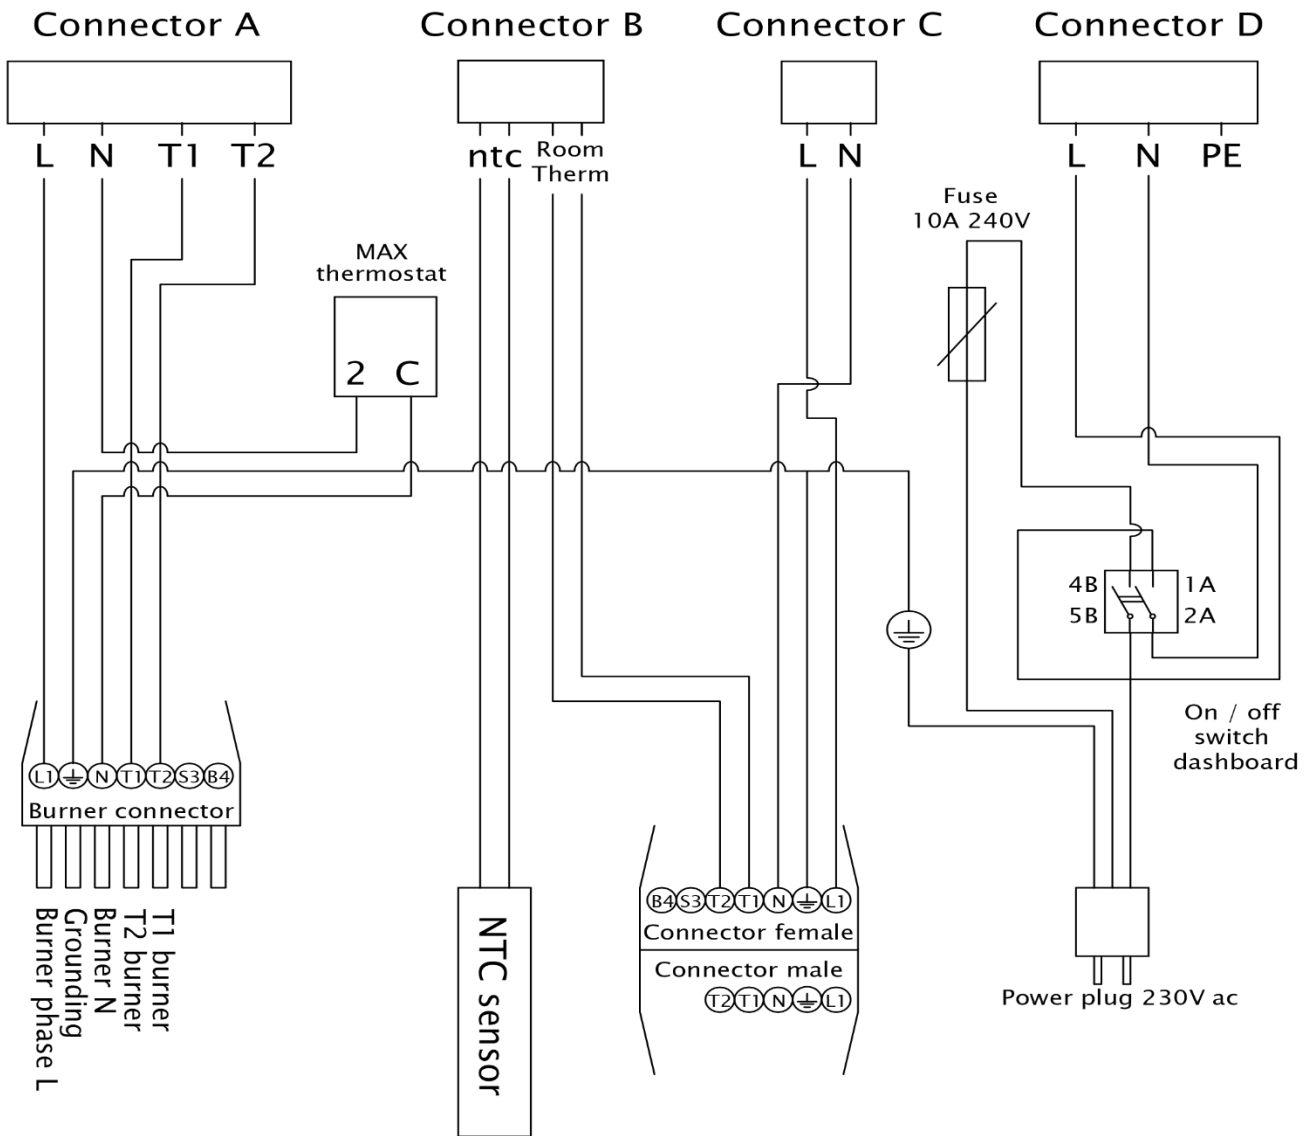 Connector A
Connector B
Connector C
Connector D
L N T1 T2
ntc
Room
Therm
L N
L N PE
Fuse
10A 240V
MAX
thermostat
2 C
4B 1A
5B 2A
On / off
switch
dashboard
L1 N T1 T2 S3 B4
Burner connector
Burner phase L
Grounding
Burner N
T2 burner
T1 burner
NTC sensor
B4 S3 T2 T1 N L1
Connector female
Connector male
T2 T1 N L1
Power plug 230V ac